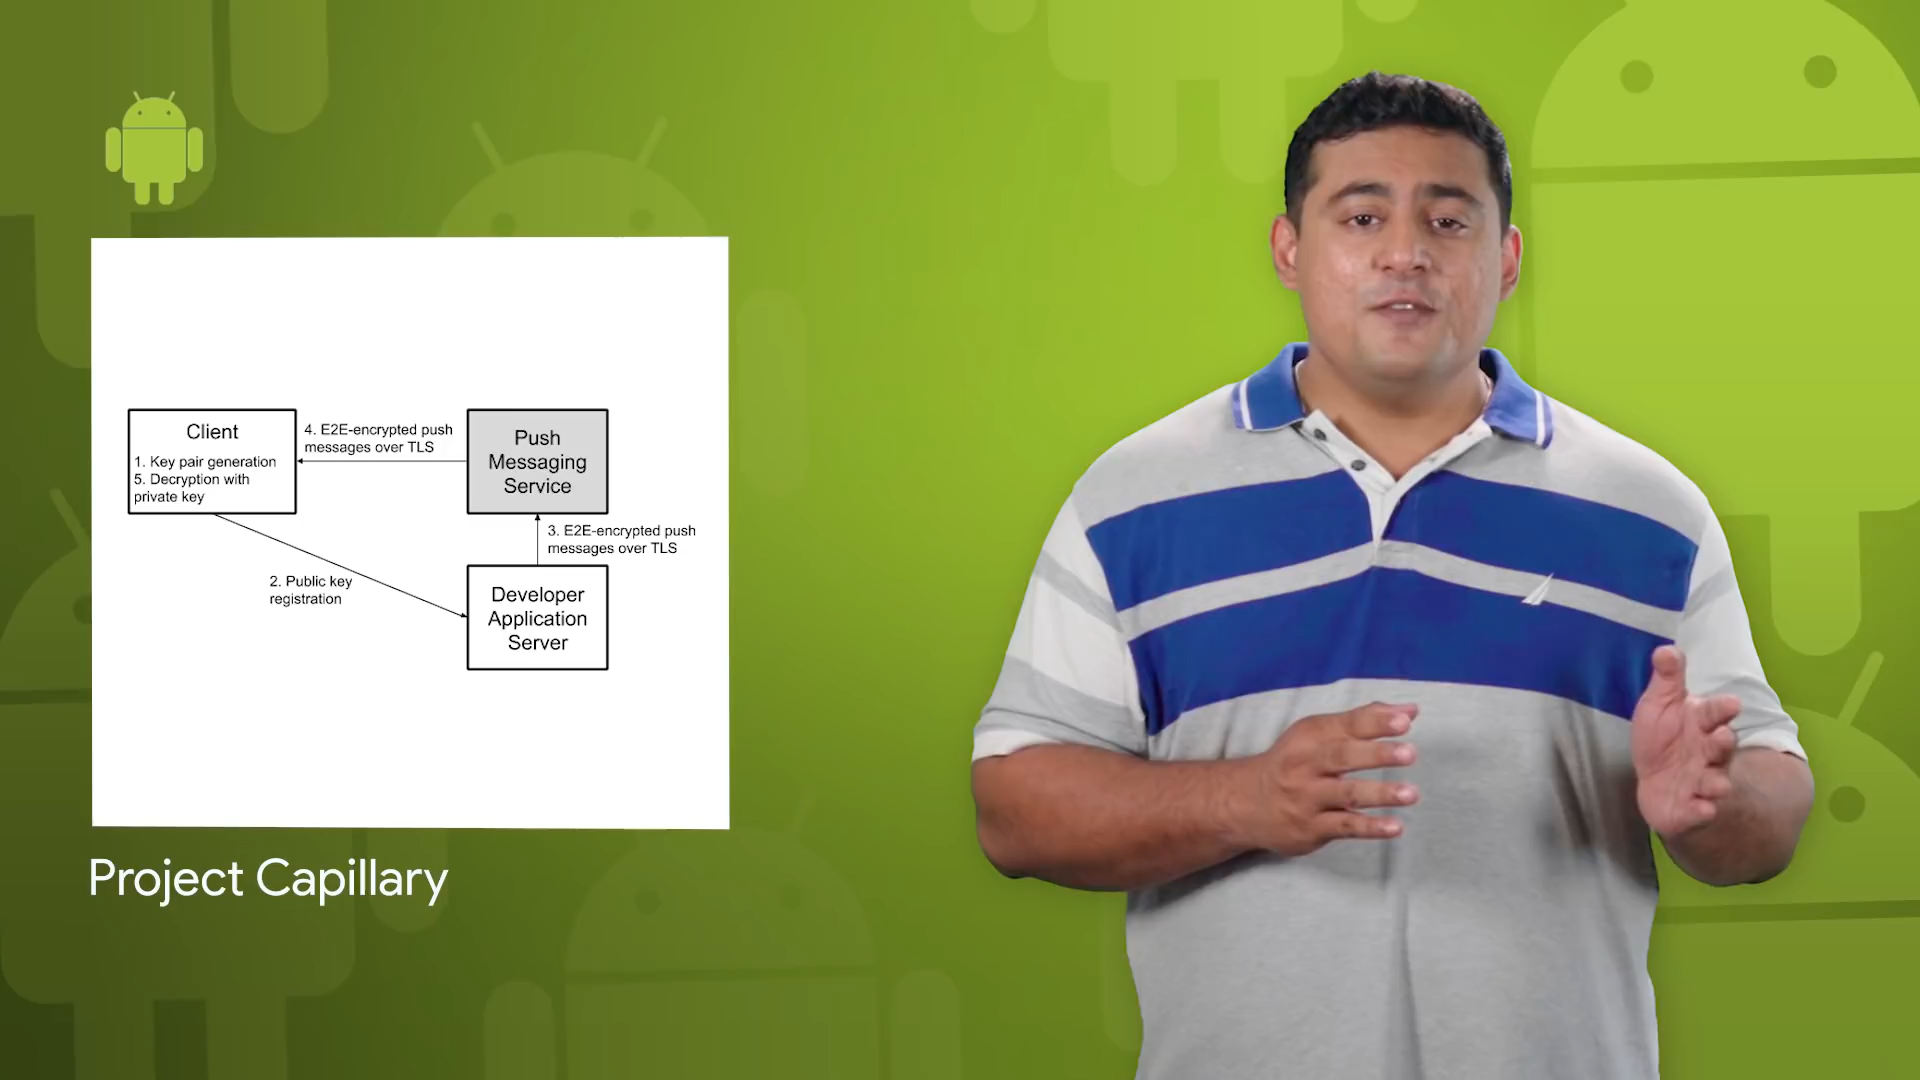 Client
1. Key pair generation
5. Decryption with
private key
4. E2E-encrypted push
messages over TLS
Push
Messaging
Service
3. E2E-encrypted push
messages over TLS
2. Public key
registration
Developer
Application
Server
Project Capillary